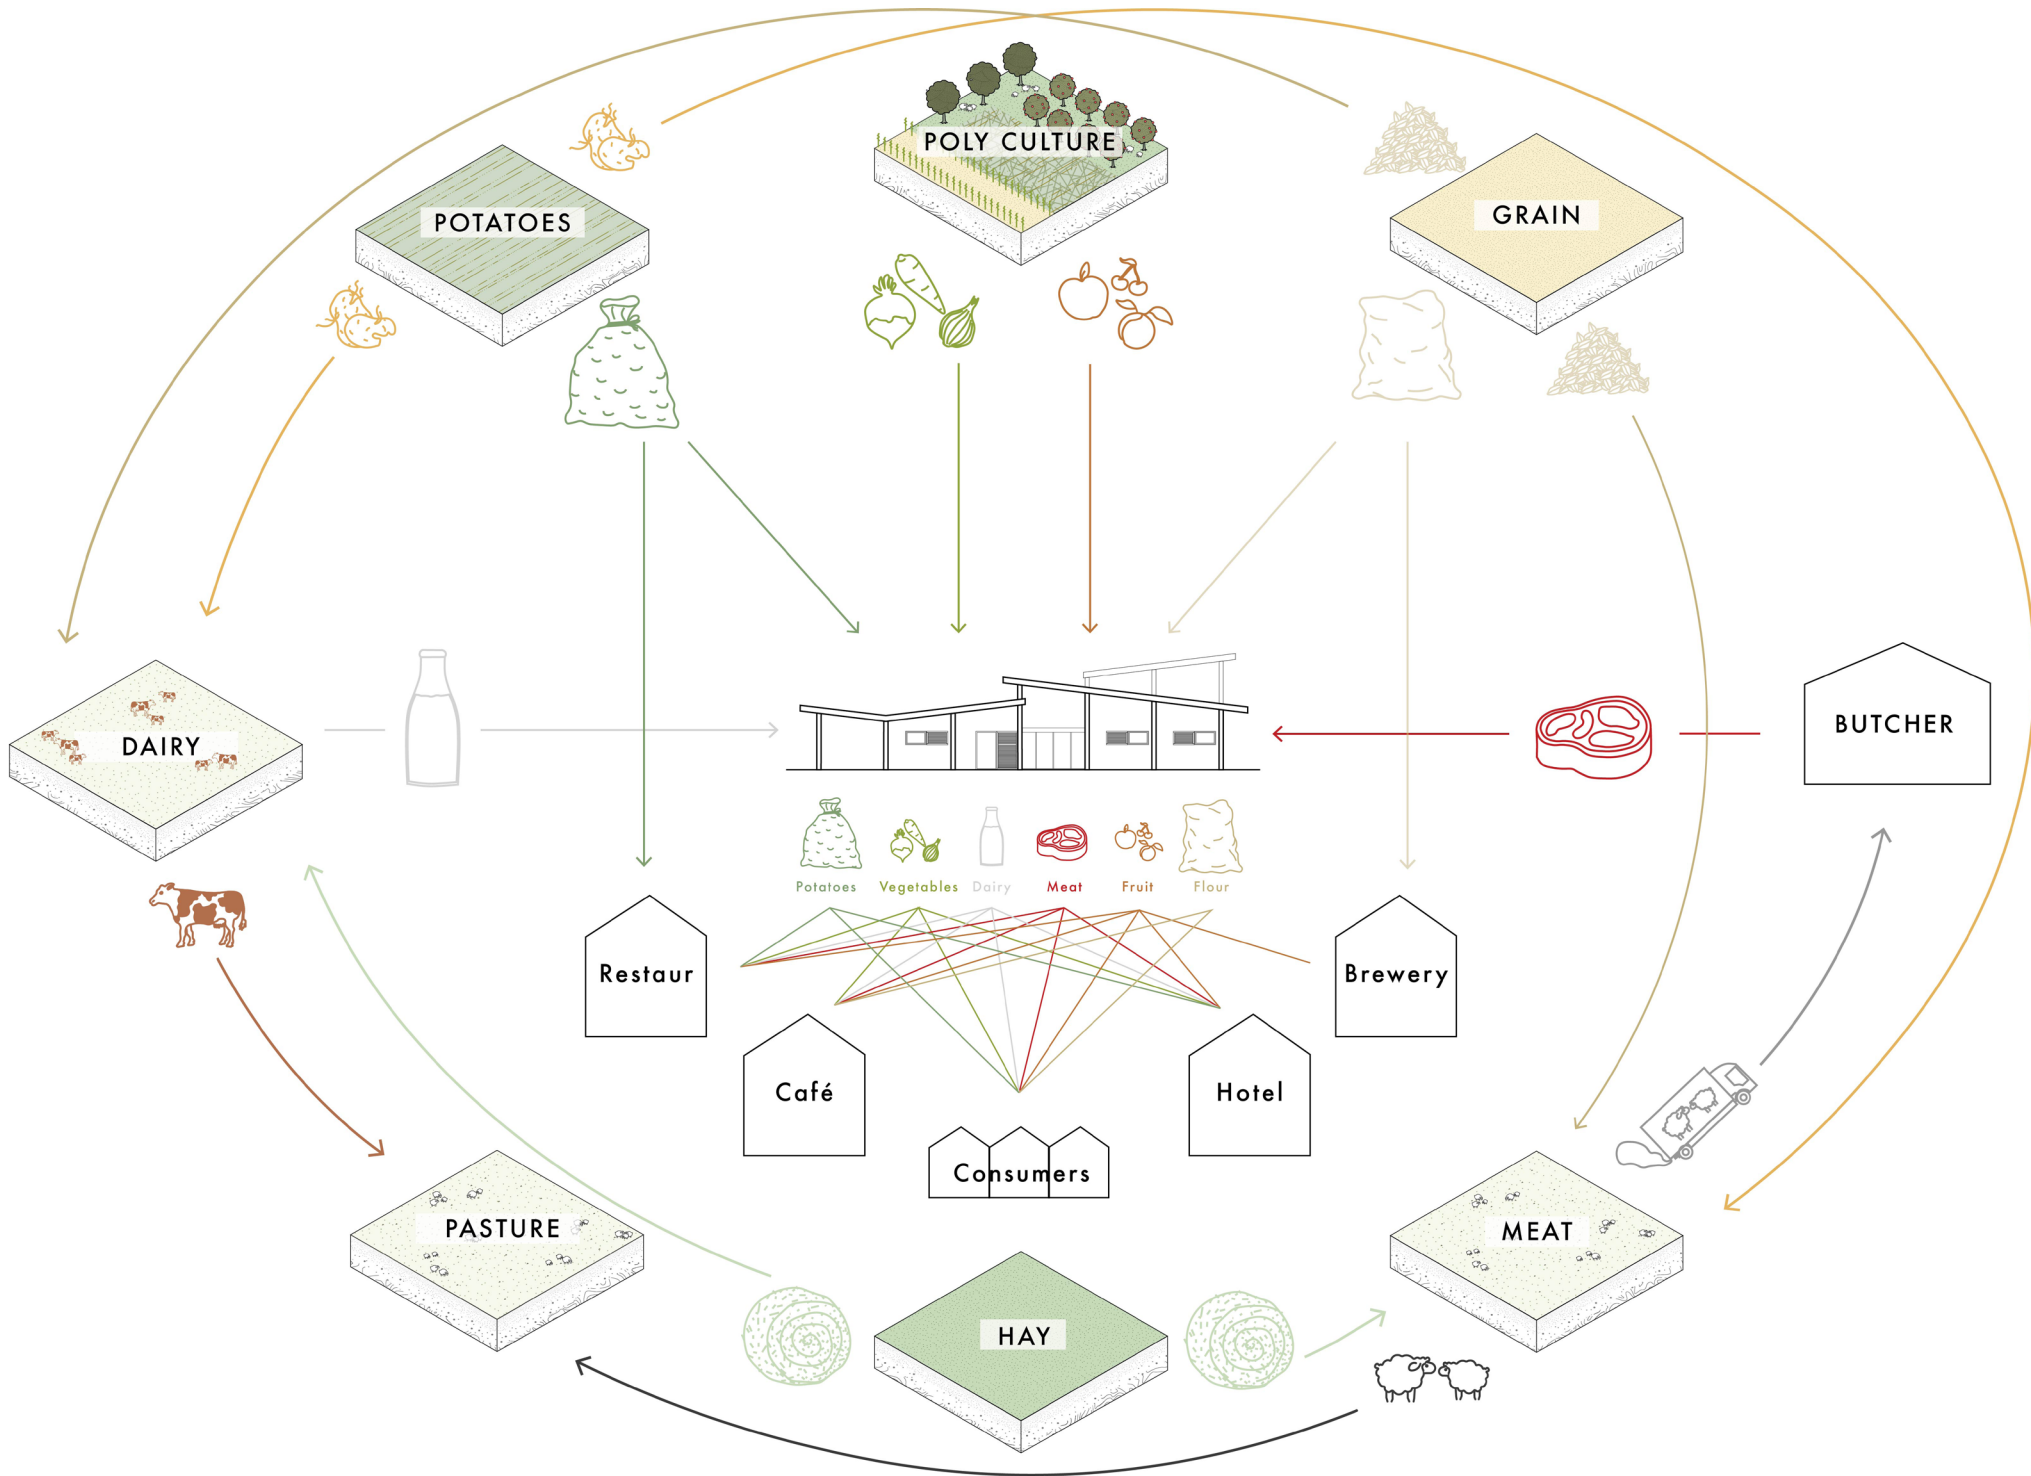 POLY CULTURE
POTATOES
GRAIN
DAIRY
BUTCHER
Potatoes
Vegetables
Dairy
Meat
Fruit
Flour
Restaur
Brewery
Café
Hotel
Consumers
PASTURE
MEAT
HAY